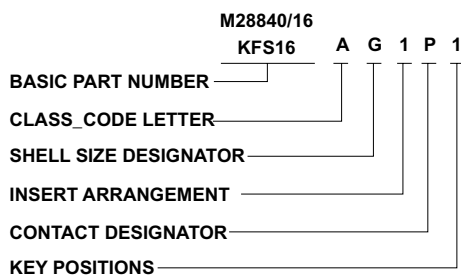 M28840/16
KFS16 A G 1 P 1
BASIC PART NUMBER
CLASS_CODE LETTER
SHELL SIZE DESIGNATOR
INSERT ARRANGEMENT
CONTACT DESIGNATOR
KEY POSITIONS